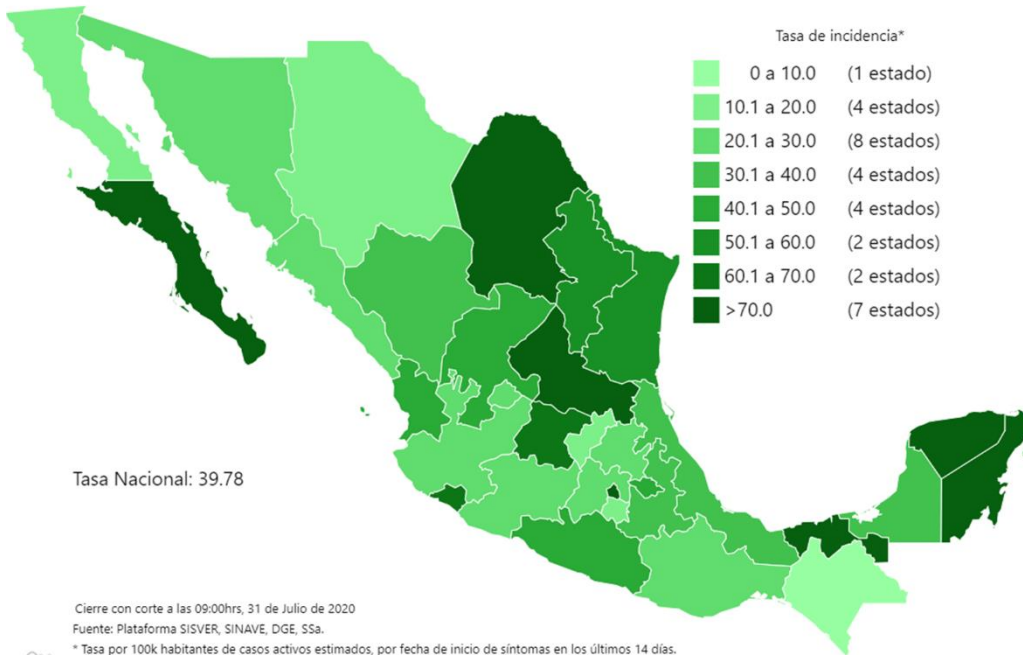 Tasa de incidencia*
0 a 10.0 (1 estado)
10.1 a 20.0 (4 estados)
20.1 a 30.0 (8 estados)
30.1 a 40.0 (4 estados)
40.1 a 50.0 (4 estados)
50.1 a 60.0 (2 estados)
60.1 a 70.0 (2 estados)
>70.0 (7 estados)
Tasa Nacional: 39.78
Cierre con corte a las 09:00hrs, 31 de Julio de 2020
Fuente: Plataforma SISVER, SINAVE, DGE, SSa.
* Tasa por 100k habitantes de casos activos estimados, por fecha de inicio de síntomas en los últimos 14 días.